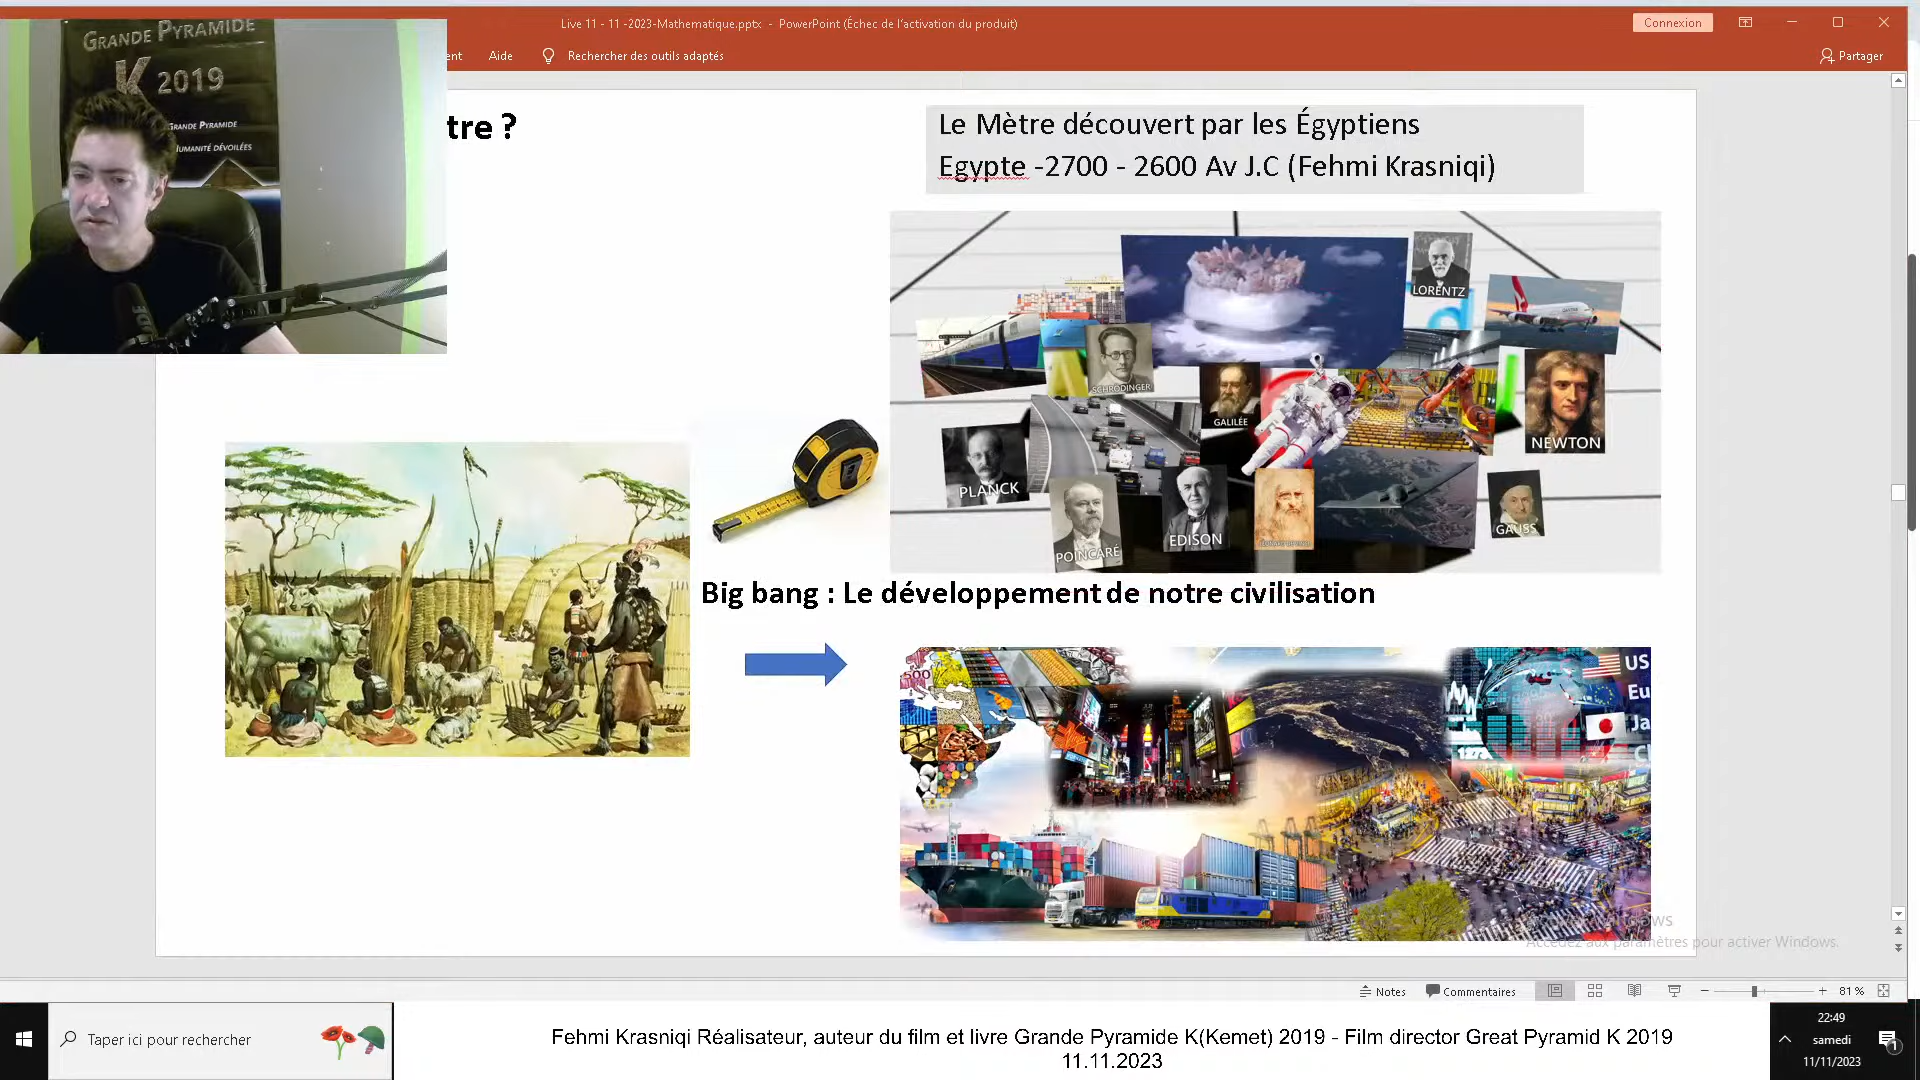 Live 11 - 11 -2023-Mathematique.pptx - PowerPoint (Échec de l'activation du produit)
Connexion
ent
Aide
Rechercher des outils adaptés
Partager
GRANDE PYRAMIDE
K 2019
GRANDE PYRAMIDE
HUMANITÉ DÉVOILÉES
tre ?
Le Mètre découvert par les Égyptiens
Egypte -2700 - 2600 Av J.C (Fehmi Krasniqi)
LORENTZ
SCHRÖDINGER
GALILÉE
NEWTON
PLANCK
POINCARÉ
EDISON
GAUSS
Big bang : Le développement de notre civilisation
500
US
Eu
Ja
Accédez aux paramètres pour activer Windows.
Notes
Commentaires
81 %
Taper ici pour rechercher
Fehmi Krasniqi Réalisateur, auteur du film et livre Grande Pyramide K(Kemet) 2019 - Film director Great Pyramid K 2019
11.11.2023
22:49
samedi
11/11/2023
1